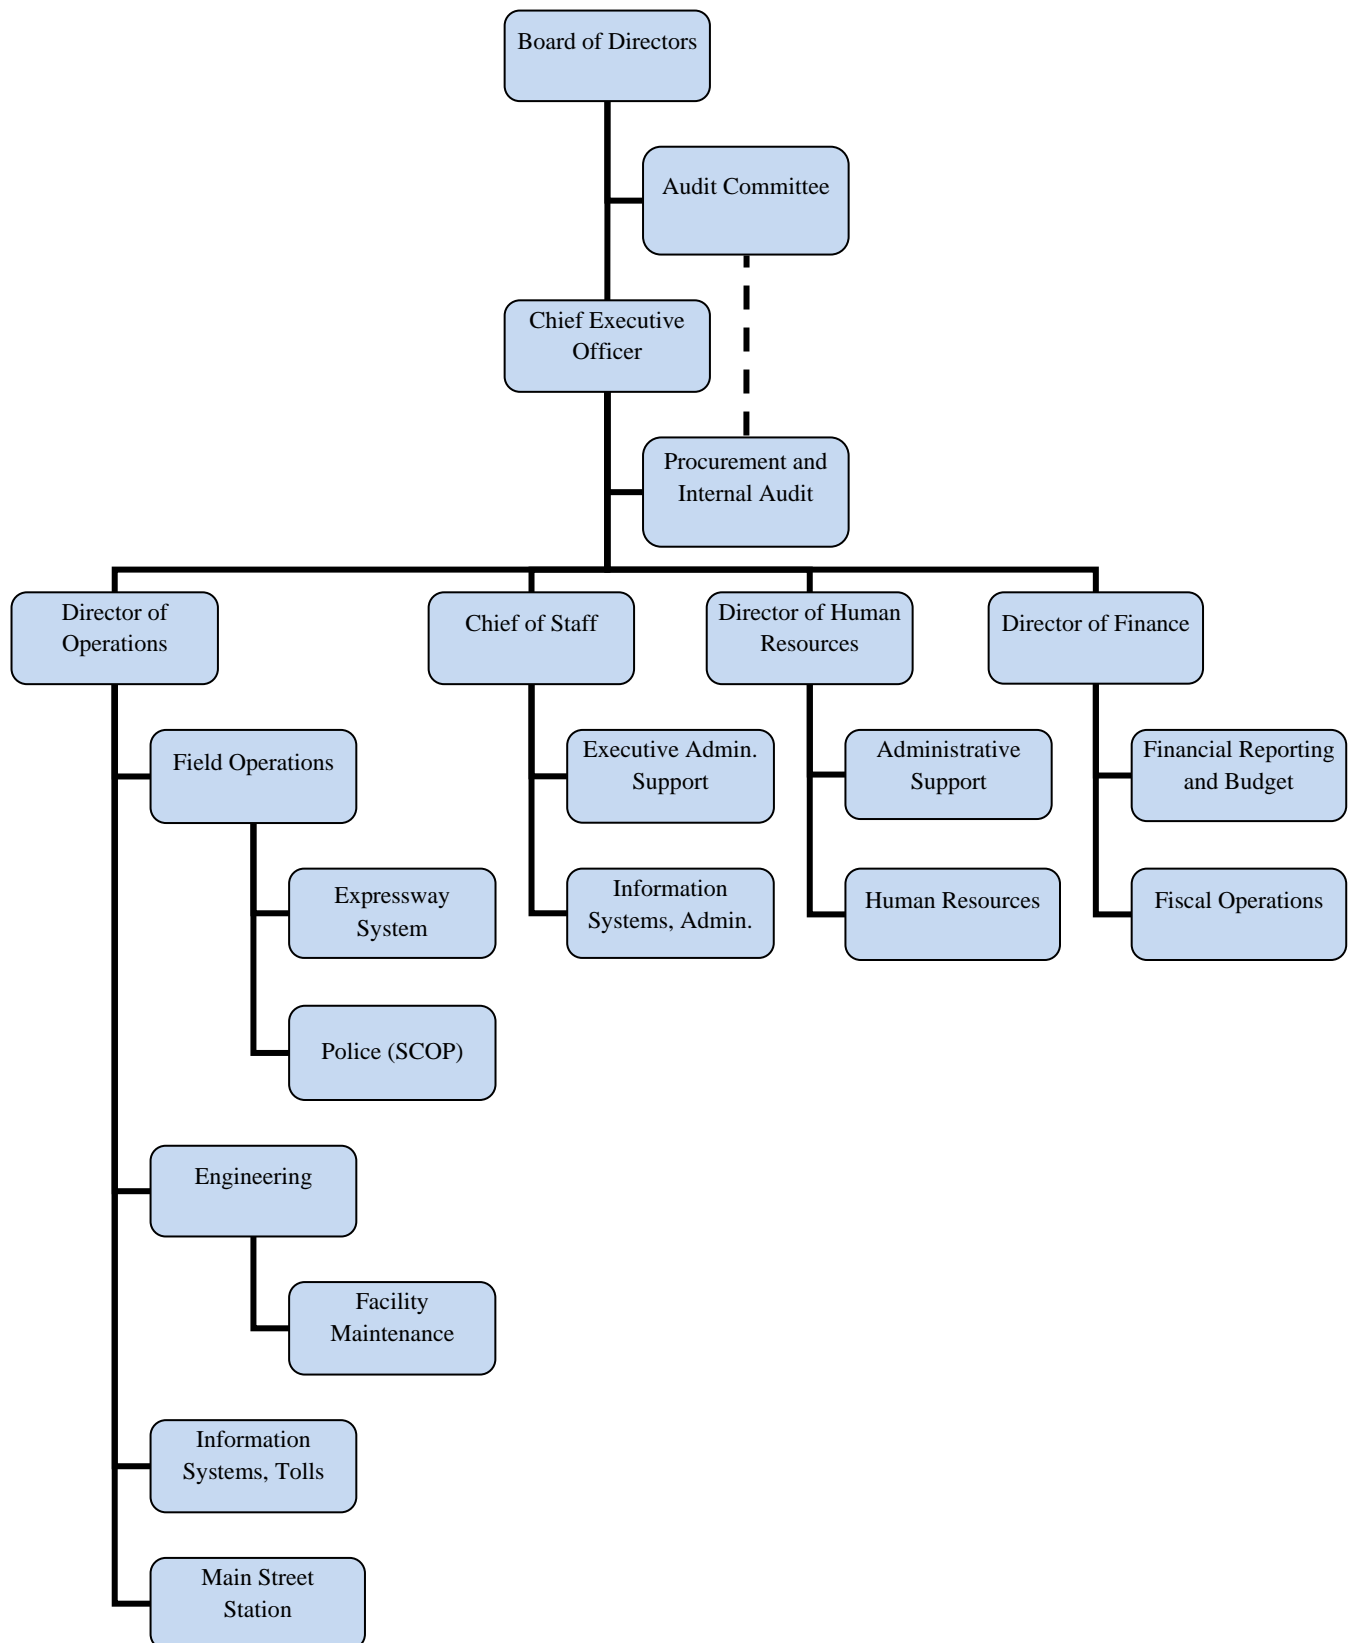 Board of Directors
Audit Committee
Chief Executive
Officer
Procurement and
Internal Audit
Director of
Operations
Chief of Staff
Director of Human
Resources
Director of Finance
Field Operations
Executive Admin.
Support
Administrative
Support
Financial Reporting
and Budget
Expressway
System
Information
Systems, Admin.
Human Resources
Fiscal Operations
Police (SCOP)
Engineering
Facility
Maintenance
Information
Systems, Tolls
Main Street
Station